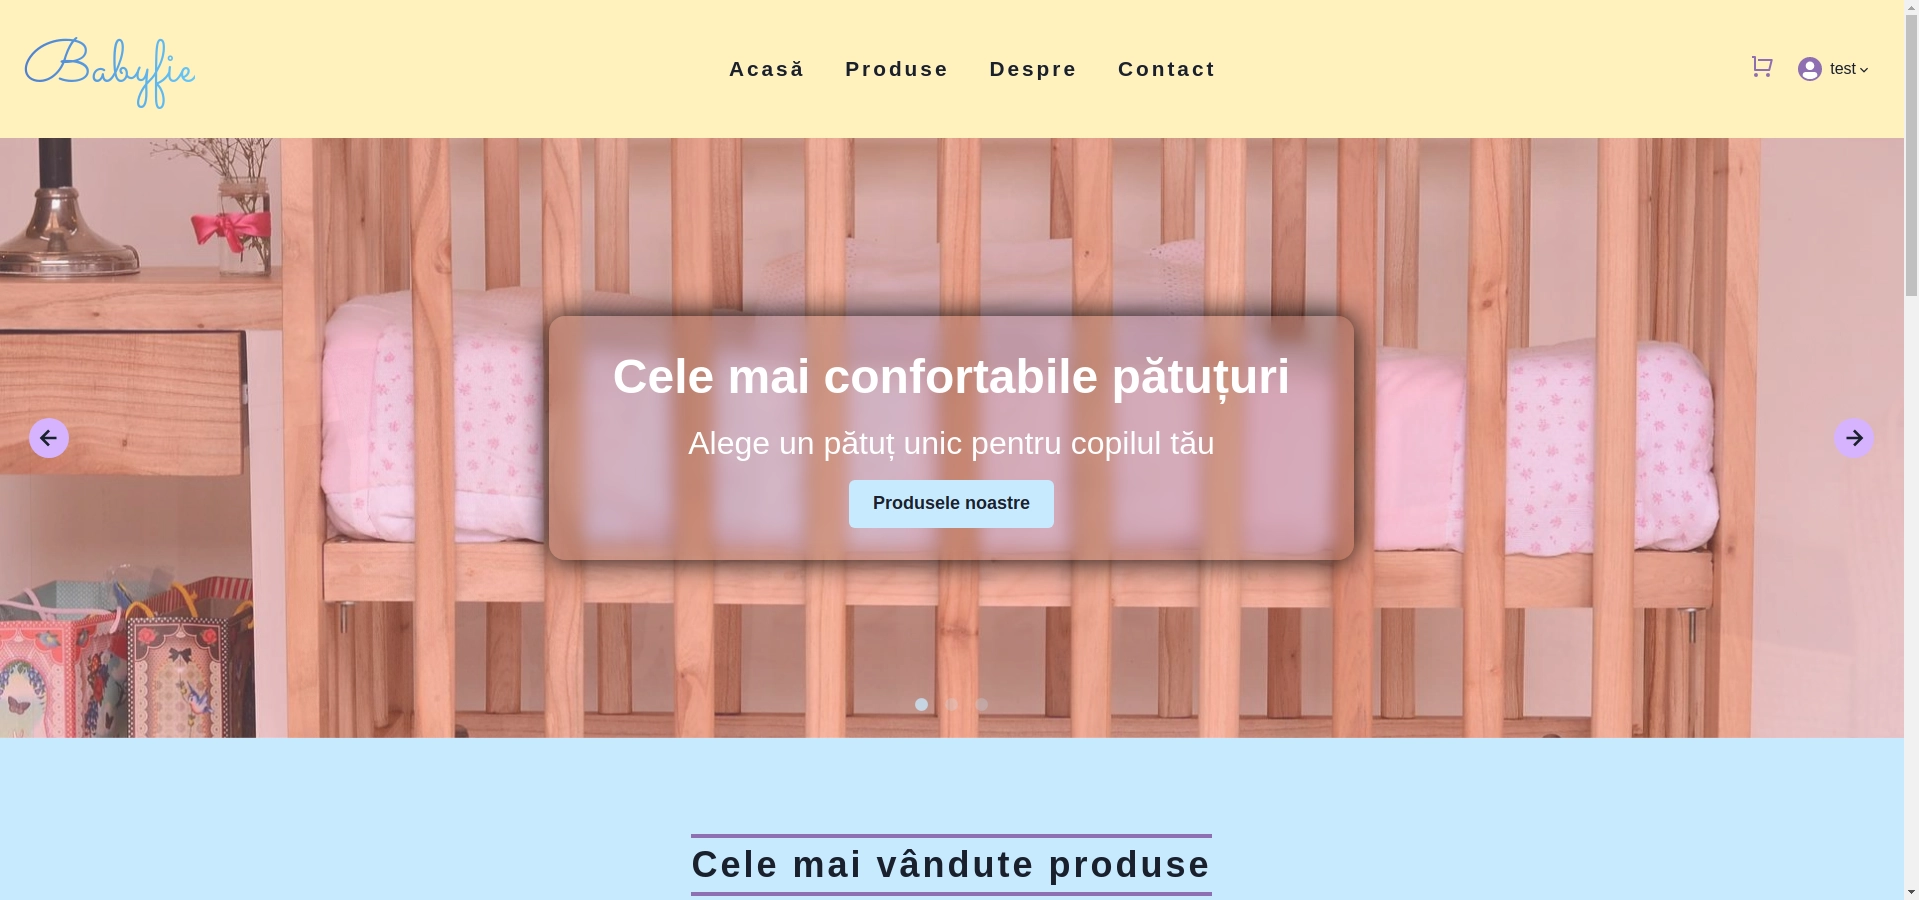 Babyfie
Acasă Produse Despre Contact
test
Cele mai confortabile pătuțuri
Alege un pătuț unic pentru copilul tău
Produsele noastre
Cele mai vândute produse